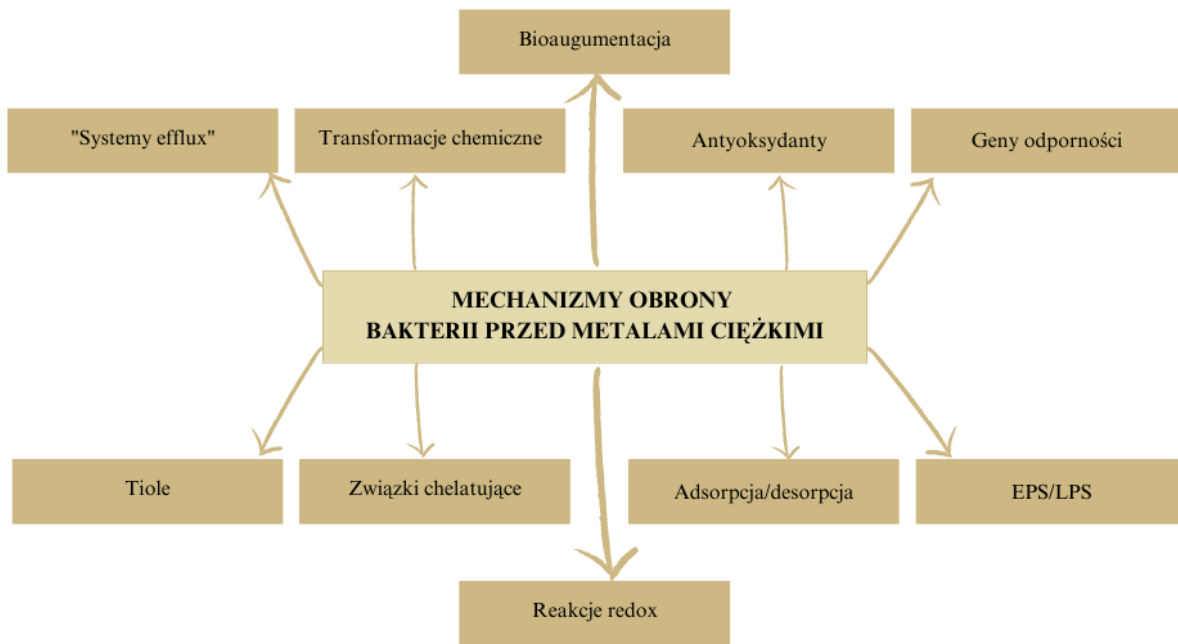 Bioaugumentacja
"Systemy efflux"
Transformacje chemiczne
Antyoksydanty
Geny odporności
MECHANIZMY OBRONY
BAKTERII PRZED METALAMI CIĘŻKIMI
Tiole
Związki chelatujące
Adsorpcja/desorpcja
EPS/LPS
Reakcje redox